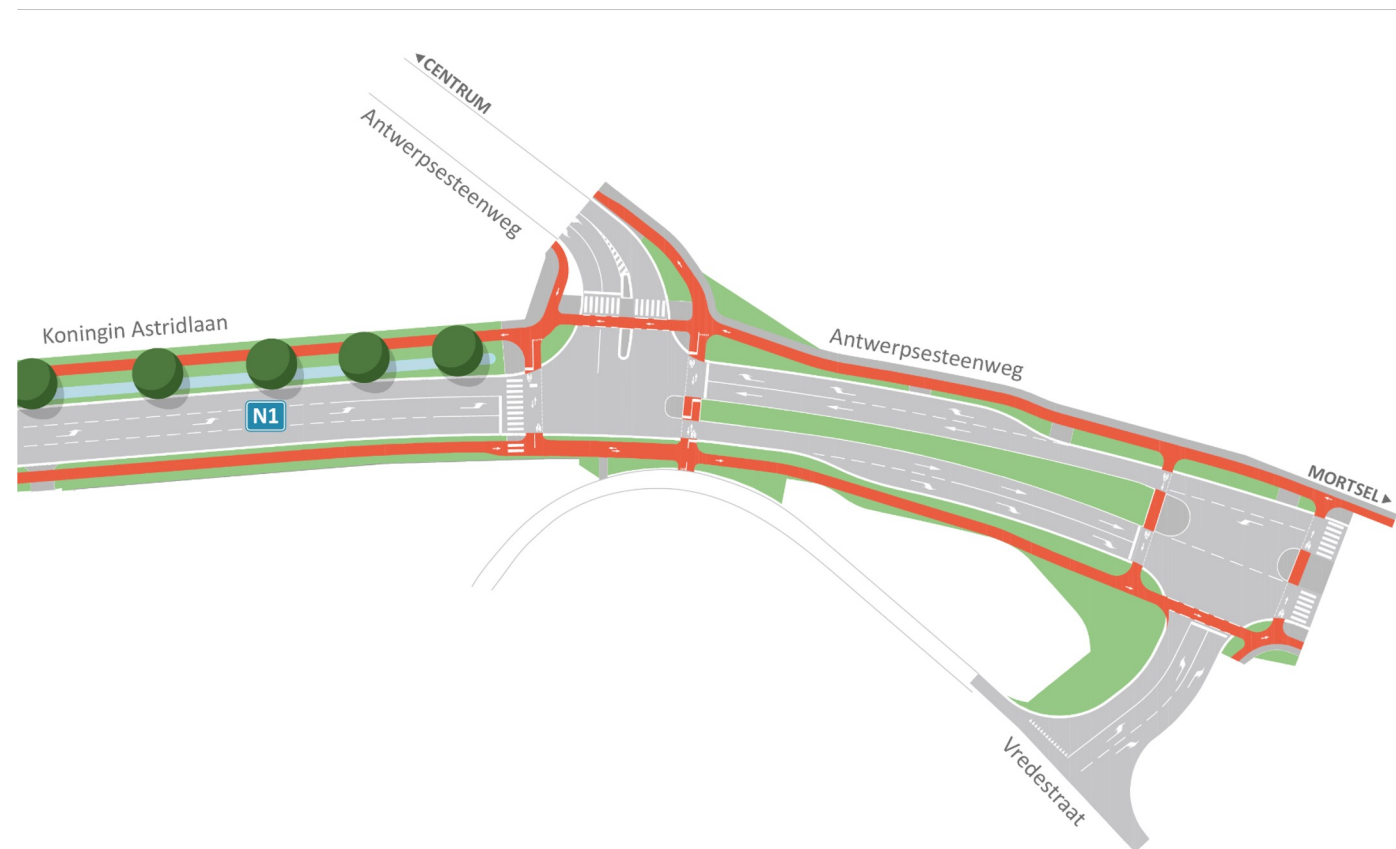 ◀CENTRUM
Antwerpsesteenweg
Koningin Astridlaan
N1
Antwerpsesteenweg
MORTSEL▶
Vredestraat